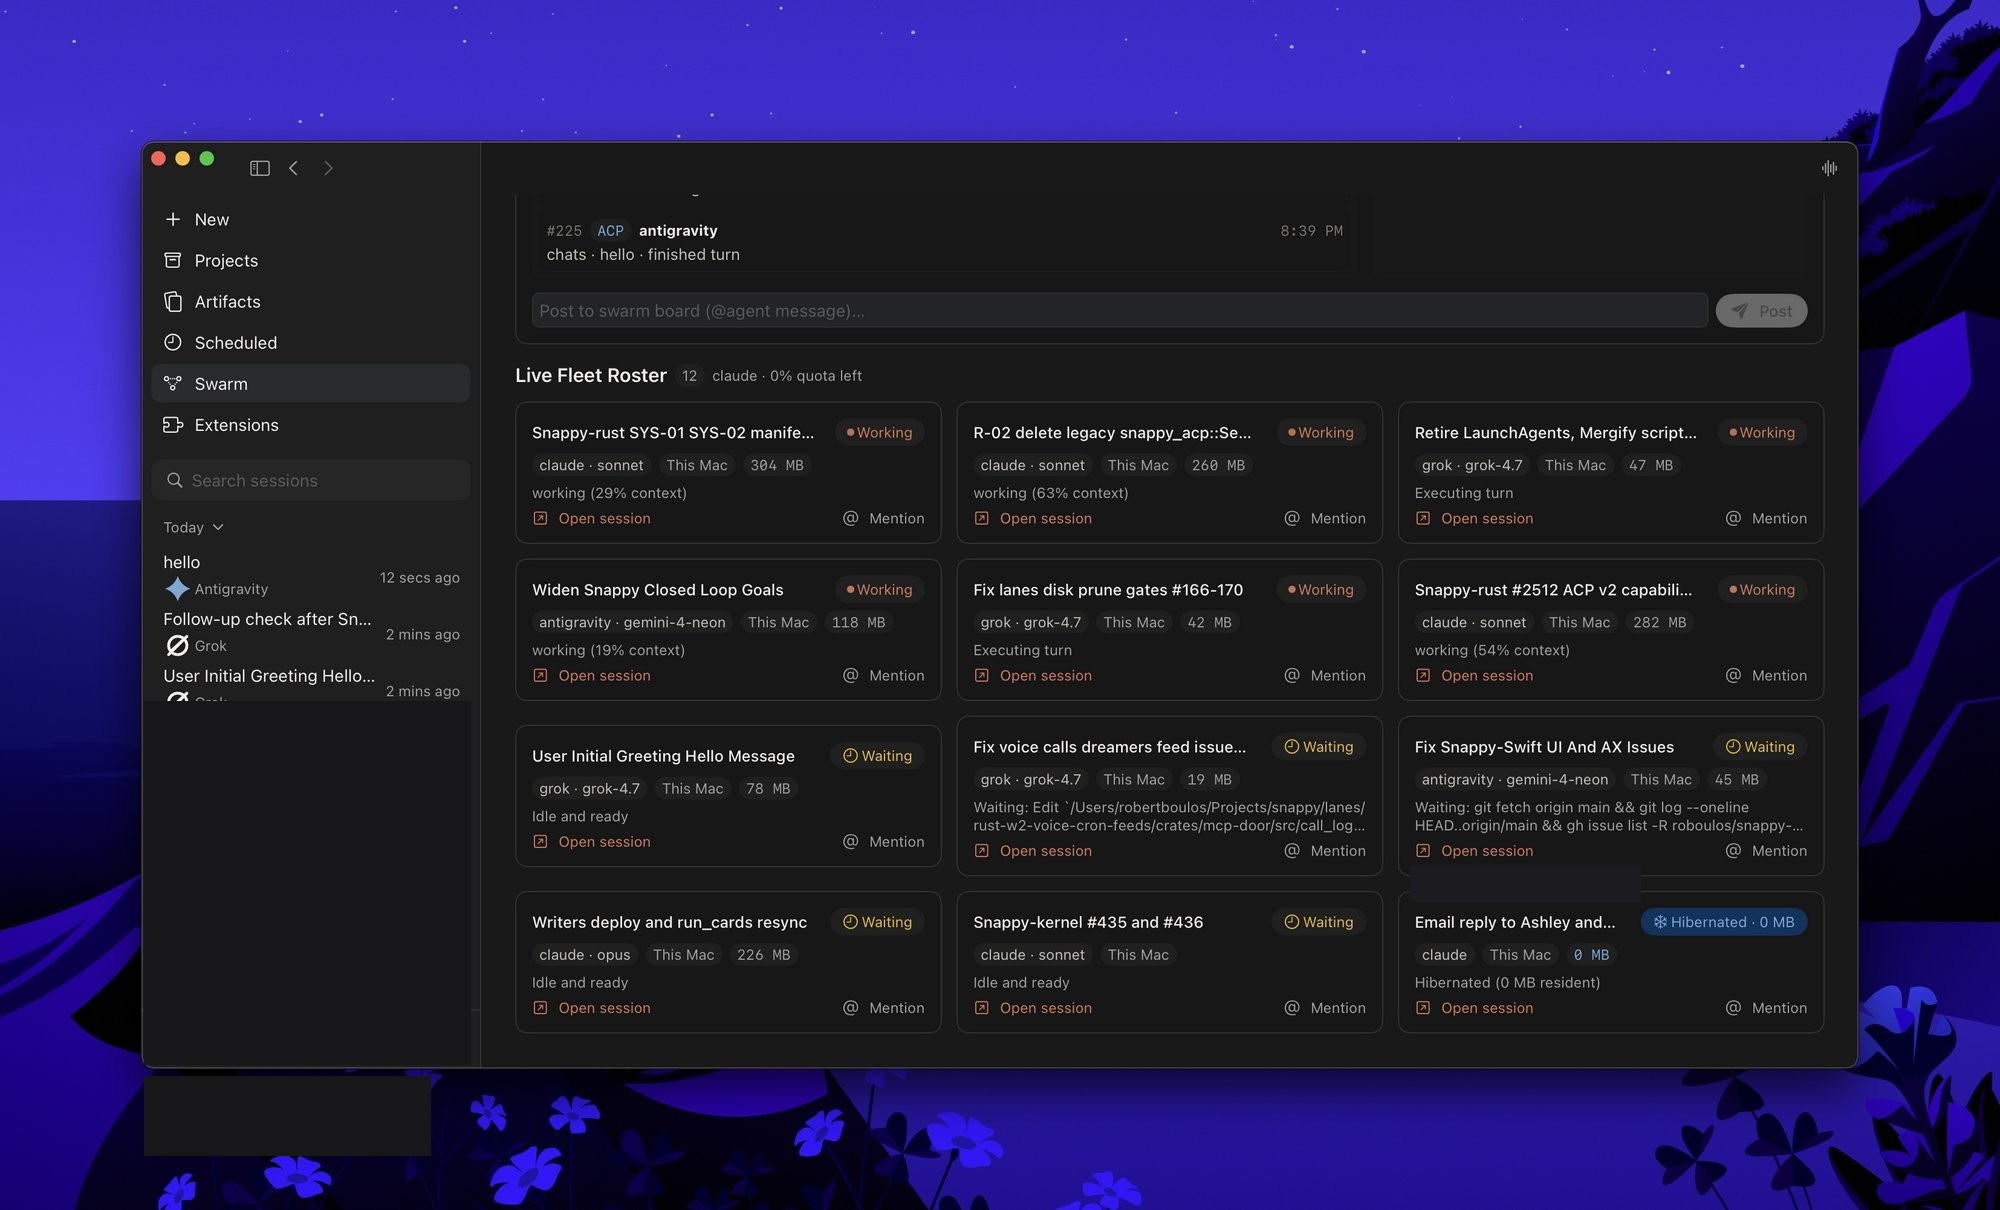 New
Projects
Artifacts
Scheduled
Swarm
Extensions
Search sessions
Today
hello
Antigravity
12 secs ago
Follow-up check after Sn...
Grok
2 mins ago
User Initial Greeting Hello...
2 mins ago
#225 ACP antigravity 8:39 PM
chats · hello · finished turn
Post to swarm board (@agent message)...
Post
Live Fleet Roster 12 claude · 0% quota left
Snappy-rust SYS-01 SYS-02 manife... Working
claude · sonnet This Mac 304 MB
working (29% context)
Open session @ Mention
R-02 delete legacy snappy_acp::Se... Working
claude · sonnet This Mac 260 MB
working (63% context)
Open session @ Mention
Retire LaunchAgents, Mergify script... Working
grok · grok-4.7 This Mac 47 MB
Executing turn
Open session @ Mention
Widen Snappy Closed Loop Goals Working
antigravity · gemini-4-neon This Mac 118 MB
working (19% context)
Open session @ Mention
Fix lanes disk prune gates #166-170 Working
grok · grok-4.7 This Mac 42 MB
Executing turn
Open session @ Mention
Snappy-rust #2512 ACP v2 capabili... Working
claude · sonnet This Mac 282 MB
working (54% context)
Open session @ Mention
User Initial Greeting Hello Message Waiting
grok · grok-4.7 This Mac 78 MB
Idle and ready
Open session @ Mention
Fix voice calls dreamers feed issue... Waiting
grok · grok-4.7 This Mac 19 MB
Waiting: Edit `/Users/robertboulos/Projects/snappy/lanes/
rust-w2-voice-cron-feeds/crates/mcp-door/src/call_log...
Open session @ Mention
Fix Snappy-Swift UI And AX Issues Waiting
antigravity · gemini-4-neon This Mac 45 MB
Waiting: git fetch origin main && git log --oneline
HEAD..origin/main && gh issue list -R roboulos/snappy-...
Open session @ Mention
Writers deploy and run_cards resync Waiting
claude · opus This Mac 226 MB
Idle and ready
Open session @ Mention
Snappy-kernel #435 and #436 Waiting
claude · sonnet This Mac
Idle and ready
Open session @ Mention
Email reply to Ashley and... Hibernated · 0 MB
claude This Mac 0 MB
Hibernated (0 MB resident)
Open session @ Mention